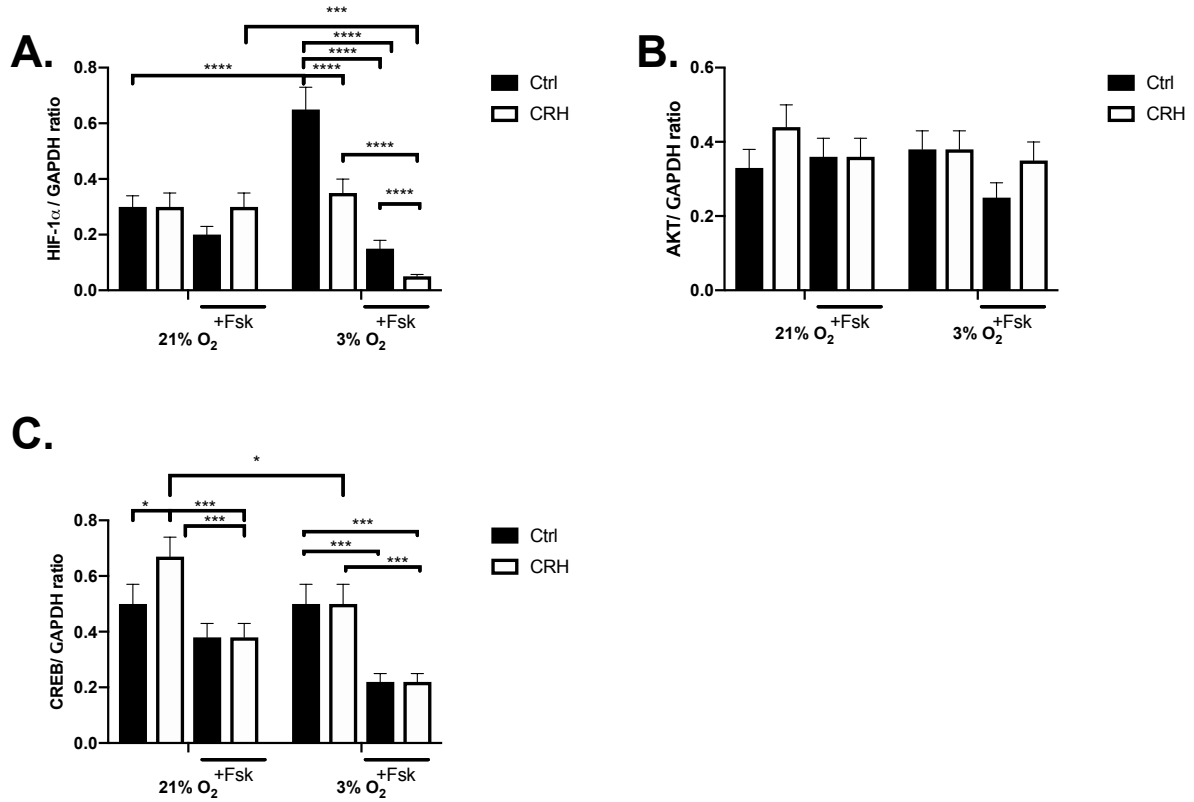 A.
***
****
****
****
****
****
****
HIF-1α / GAPDH ratio
0.8
0.6
0.4
0.2
0.0
+Fsk
+Fsk
21% O₂
3% O₂
Ctrl
CRH
B.
AKT/ GAPDH ratio
0.8
0.6
0.4
0.2
0.0
+Fsk
+Fsk
21% O₂
3% O₂
Ctrl
CRH
C.
*
*
***
***
***
***
***
CREB/ GAPDH ratio
0.8
0.6
0.4
0.2
0.0
+Fsk
+Fsk
21% O₂
3% O₂
Ctrl
CRH